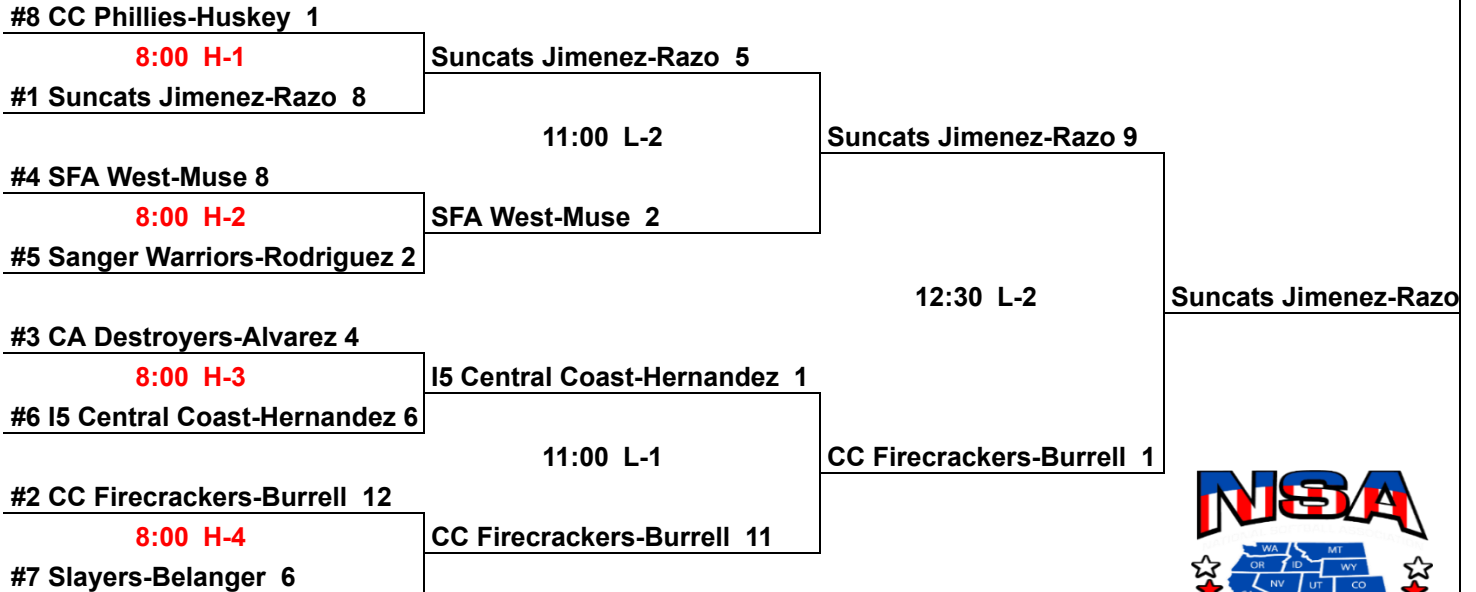 #8 CC Phillies-Huskey 1
8:00 H-1
Suncats Jimenez-Razo 5
#1 Suncats Jimenez-Razo 8
11:00 L-2
Suncats Jimenez-Razo 9
#4 SFA West-Muse 8
8:00 H-2
SFA West-Muse 2
#5 Sanger Warriors-Rodriguez 2
12:30 L-2
Suncats Jimenez-Razo
#3 CA Destroyers-Alvarez 4
8:00 H-3
I5 Central Coast-Hernandez 1
#6 I5 Central Coast-Hernandez 6
11:00 L-1
CC Firecrackers-Burrell 1
#2 CC Firecrackers-Burrell 12
8:00 H-4
CC Firecrackers-Burrell 11
#7 Slayers-Belanger 6
NSA
WA MT
OR ID WY
NV UT CO